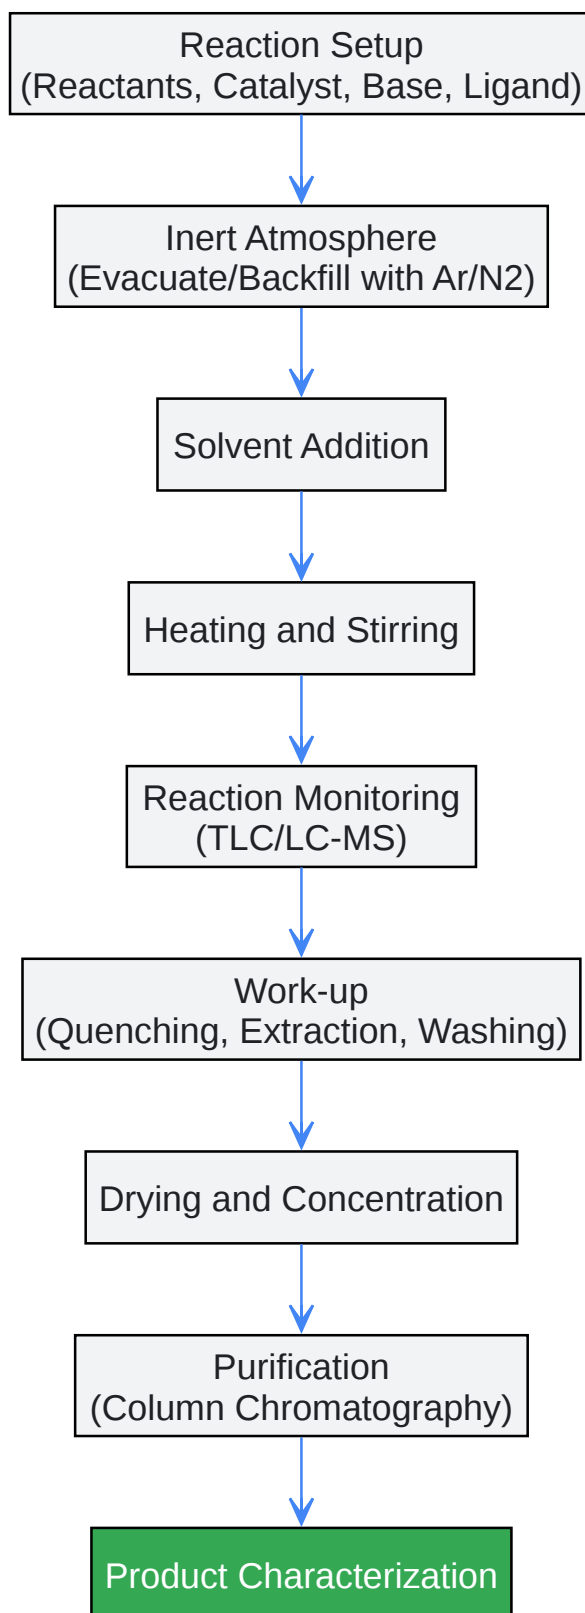 Reaction Setup
(Reactants, Catalyst, Base, Ligand)
Inert Atmosphere
(Evacuate/Backfill with Ar/N2)
Solvent Addition
Heating and Stirring
Reaction Monitoring
(TLC/LC-MS)
Work-up
(Quenching, Extraction, Washing)
Drying and Concentration
Purification
(Column Chromatography)
Product Characterization